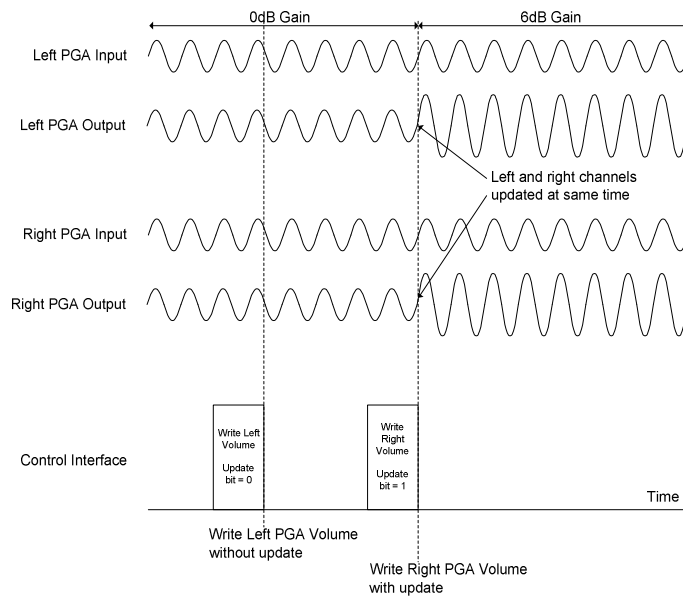 0dB Gain
6dB Gain
Left PGA Input
Left PGA Output
Left and right channels
updated at same time
Right PGA Input
Right PGA Output
Control Interface
Write Left
Volume
Update
bit = 0
Write
Right
Volume
Update
bit = 1
Time
Write Left PGA Volume
without update
Write Right PGA Volume
with update